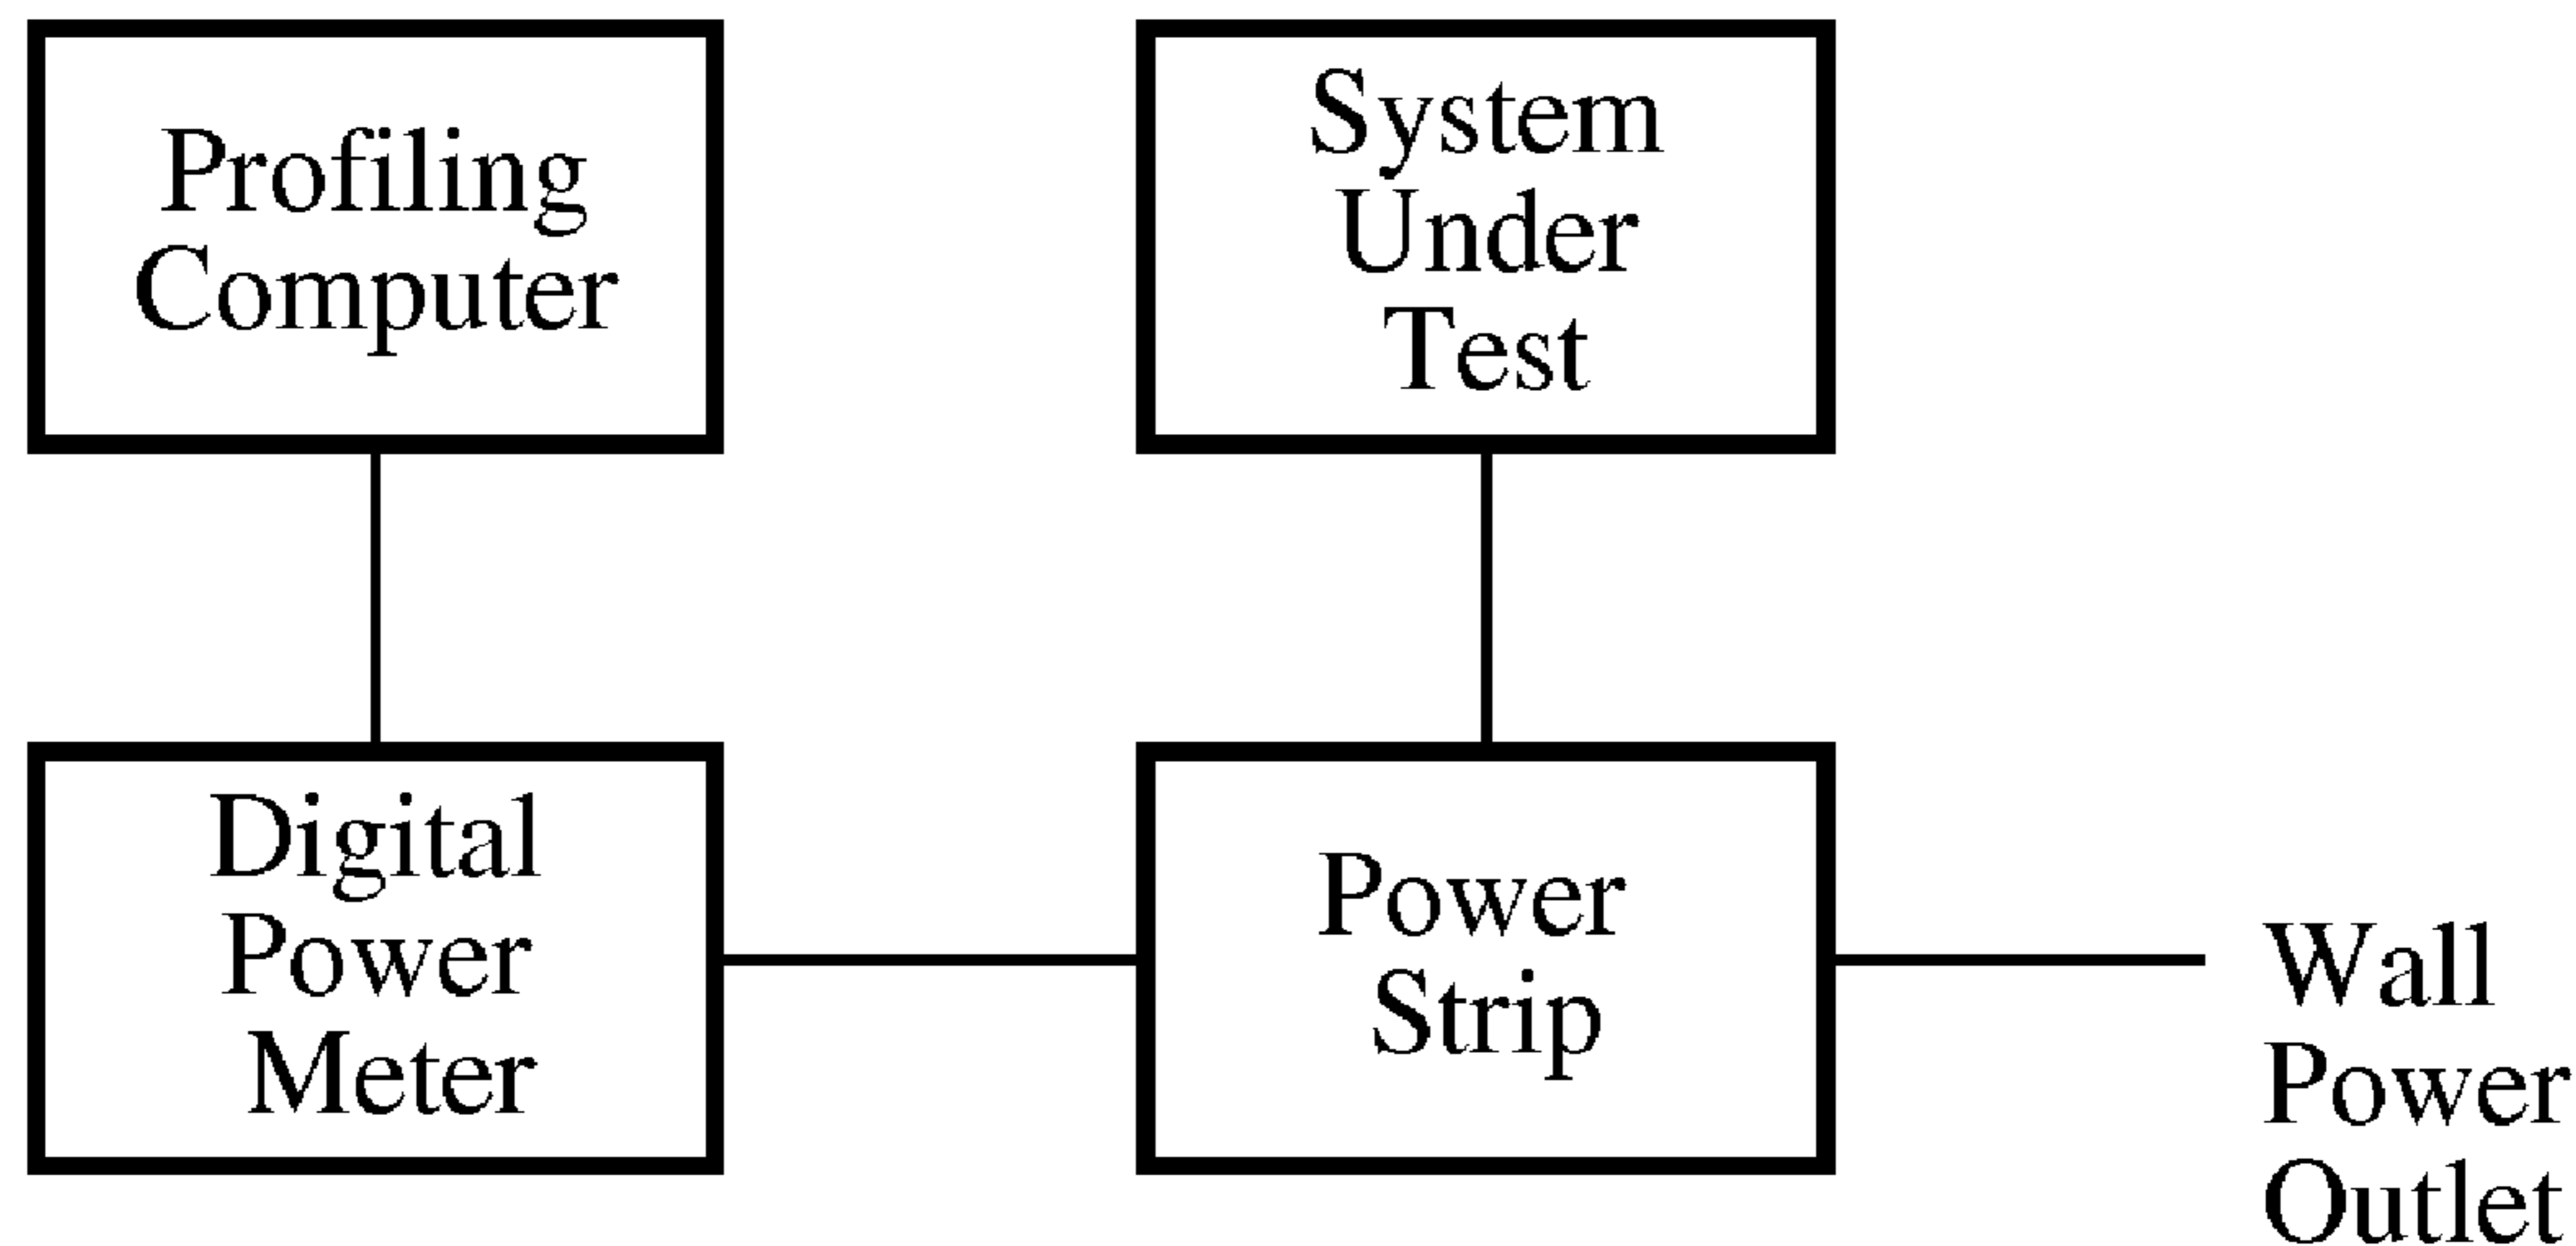 Profiling
Computer
System
Under
Test
Digital
Power
Meter
Power
Strip
Wall
Power
Outlet